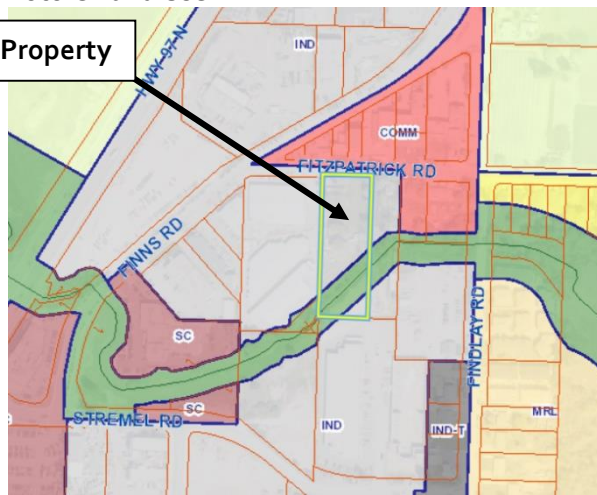 Property
HWY 97 N
IND
COMM
FITZPATRICK RD
FINNS RD
SC
FINDLAY RD
SC
STREMEL RD
IND
IND-T
MRL